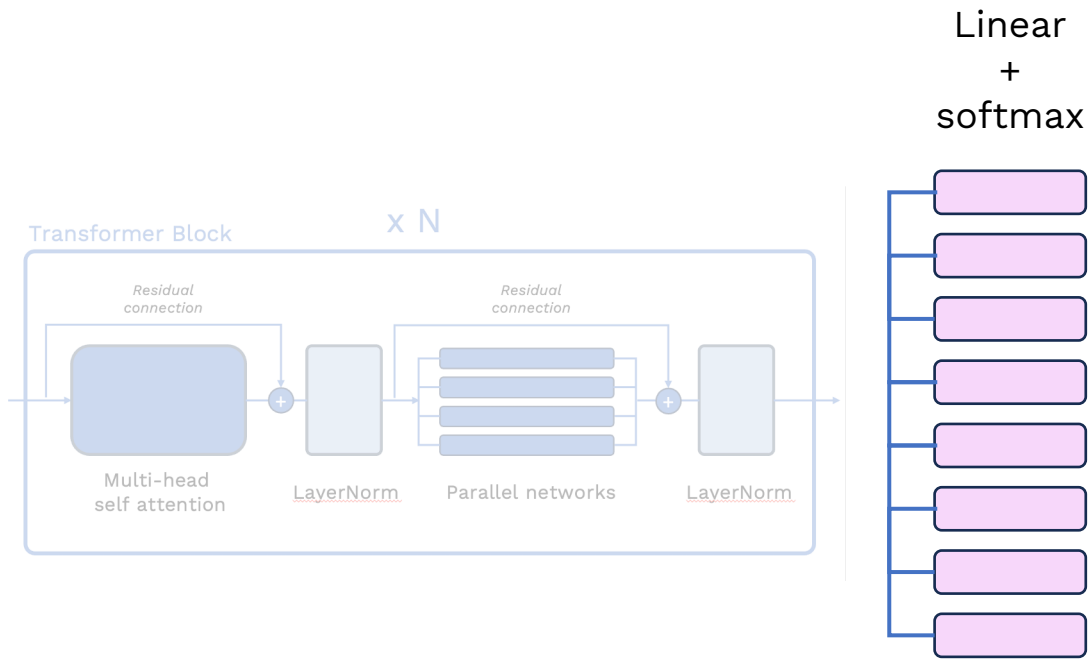 Linear
+
softmax
x N
Transformer Block
Residual
connection
Residual
connection
+
+
Multi-head
self attention
LayerNorm
Parallel networks
LayerNorm